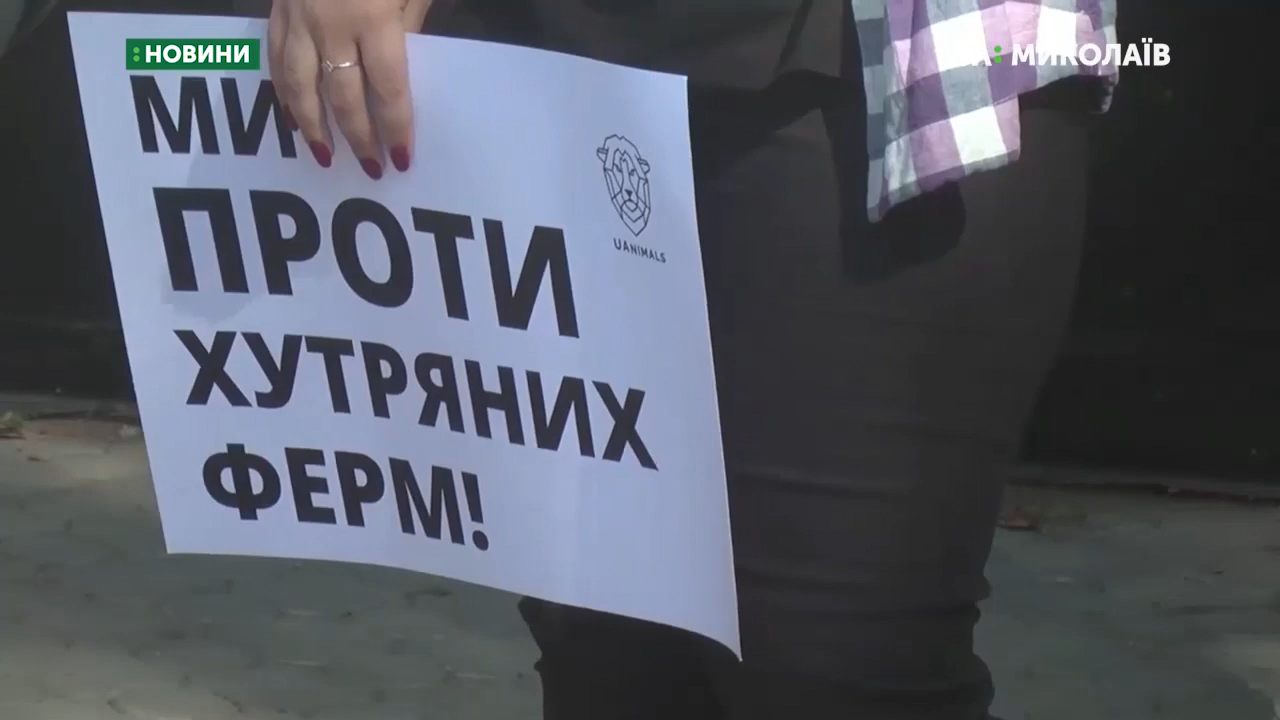 :НОВИНИ
:МИКОЛАЇВ
МИ
ПРОТИ
ХУТРЯНИХ
ФЕРМ!
UANIMALS